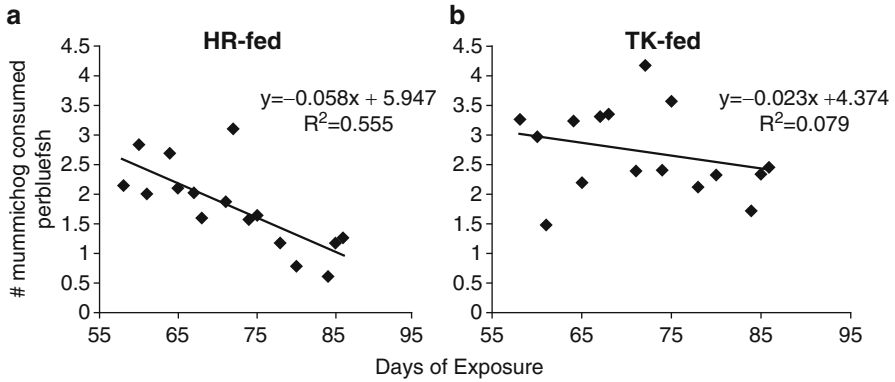 a
HR-fed
4.5
4
3.5
3
2.5
2
1.5
1
0.5
0
55
65
75
85
95
y=−0.058x + 5.947
R²=0.555
# mummichog consumed
perbluefsh
b
TK-fed
4.5
4
3.5
3
2.5
2
1.5
1
0.5
0
55
65
75
85
95
y=−0.023x +4.374
R²=0.079
Days of Exposure